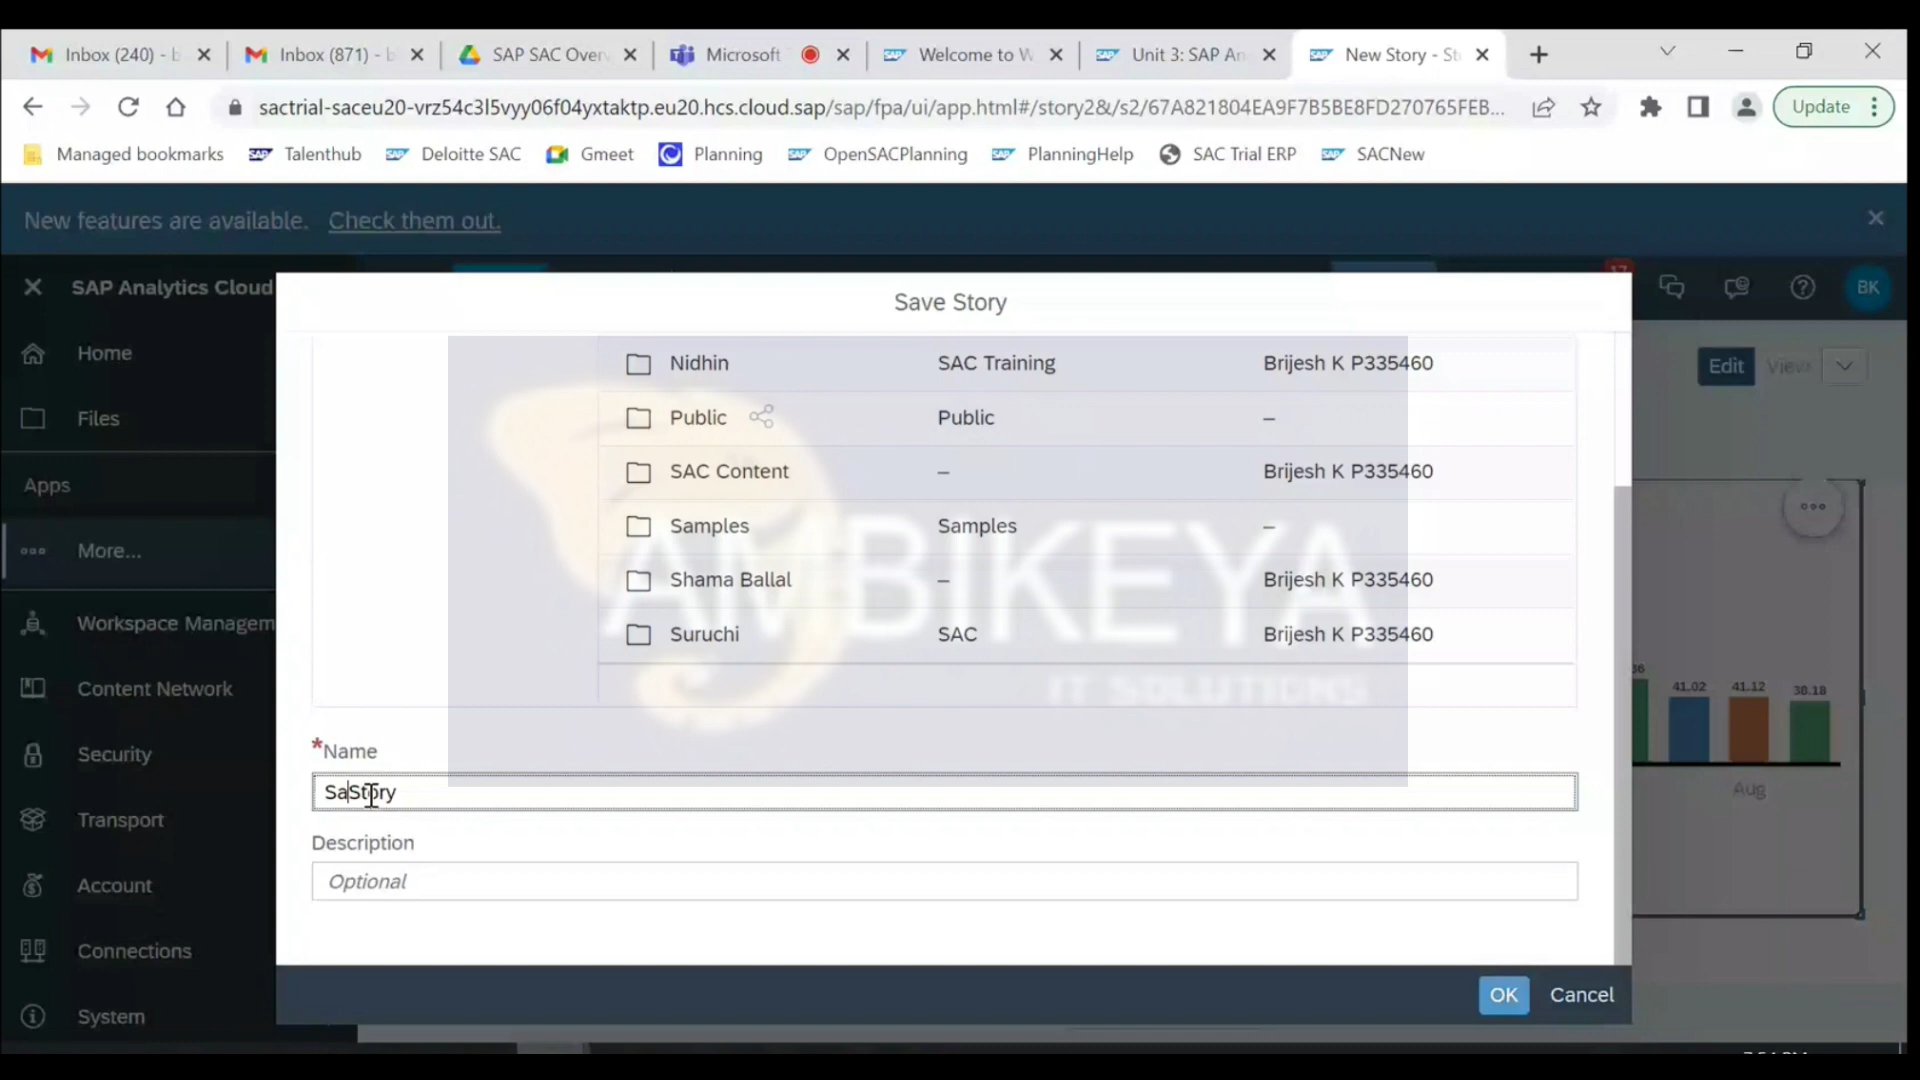 Inbox (240) - b
Inbox (871) - b
SAP SAC Over
Microsoft
Welcome to W
Unit 3: SAP An
New Story - Sto
sactrial-saceu20-vrz54c3l5vyy06f04yxtaktp.eu20.hcs.cloud.sap/sap/fpa/ui/app.html#/story2&/s2/67A821804EA9F7B5BE8FD270765FEB...
Update
Managed bookmarks
Talenthub
Deloitte SAC
Gmeet
Planning
OpenSACPlanning
PlanningHelp
SAC Trial ERP
SACNew
New features are available. Check them out.
SAP Analytics Cloud
17
BK
Save Story
Home
Files
Apps
More...
Workspace Managem
Content Network
Security
Transport
Account
Connections
System
Edit
View
Nidhin SAC Training Brijesh K P335460
Public Public –
SAC Content – Brijesh K P335460
Samples Samples –
Shama Ballal – Brijesh K P335460
Suruchi SAC Brijesh K P335460
AMBIKEYA
IT SOLUTIONS
*Name
SaStory
Description
Optional
OK
Cancel
36
41.02
41.12
38.18
Aug